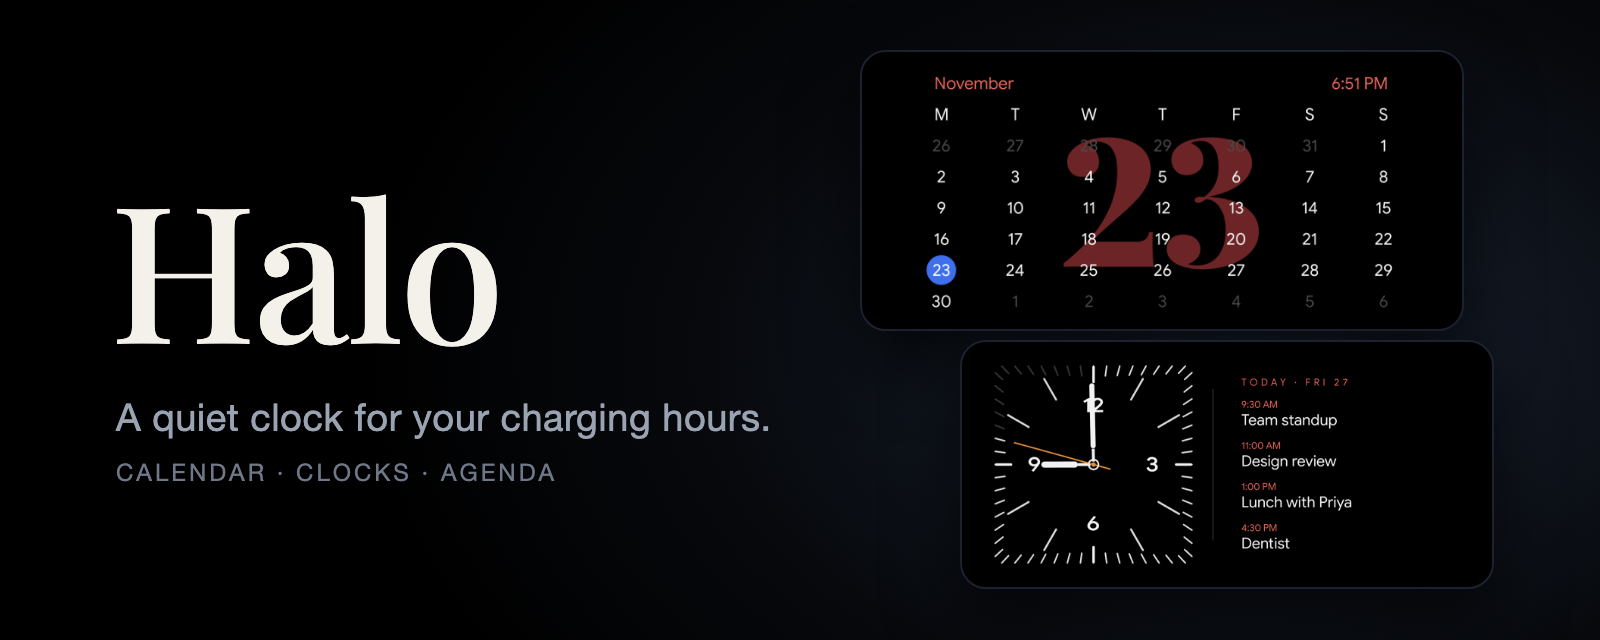 Halo
A quiet clock for your charging hours.
CALENDAR · CLOCKS · AGENDA
November 6:51 PM
M T W T F S S
26 27 28 29 30 31 1
2 3 4 5 6 7 8
9 10 11 12 13 14 15
16 17 18 19 20 21 22
23 24 25 26 27 28 29
30 1 2 3 4 5 6
23
12
9 3
6
TODAY · FRI 27
9:30 AM
Team standup
11:00 AM
Design review
1:00 PM
Lunch with Priya
4:30 PM
Dentist